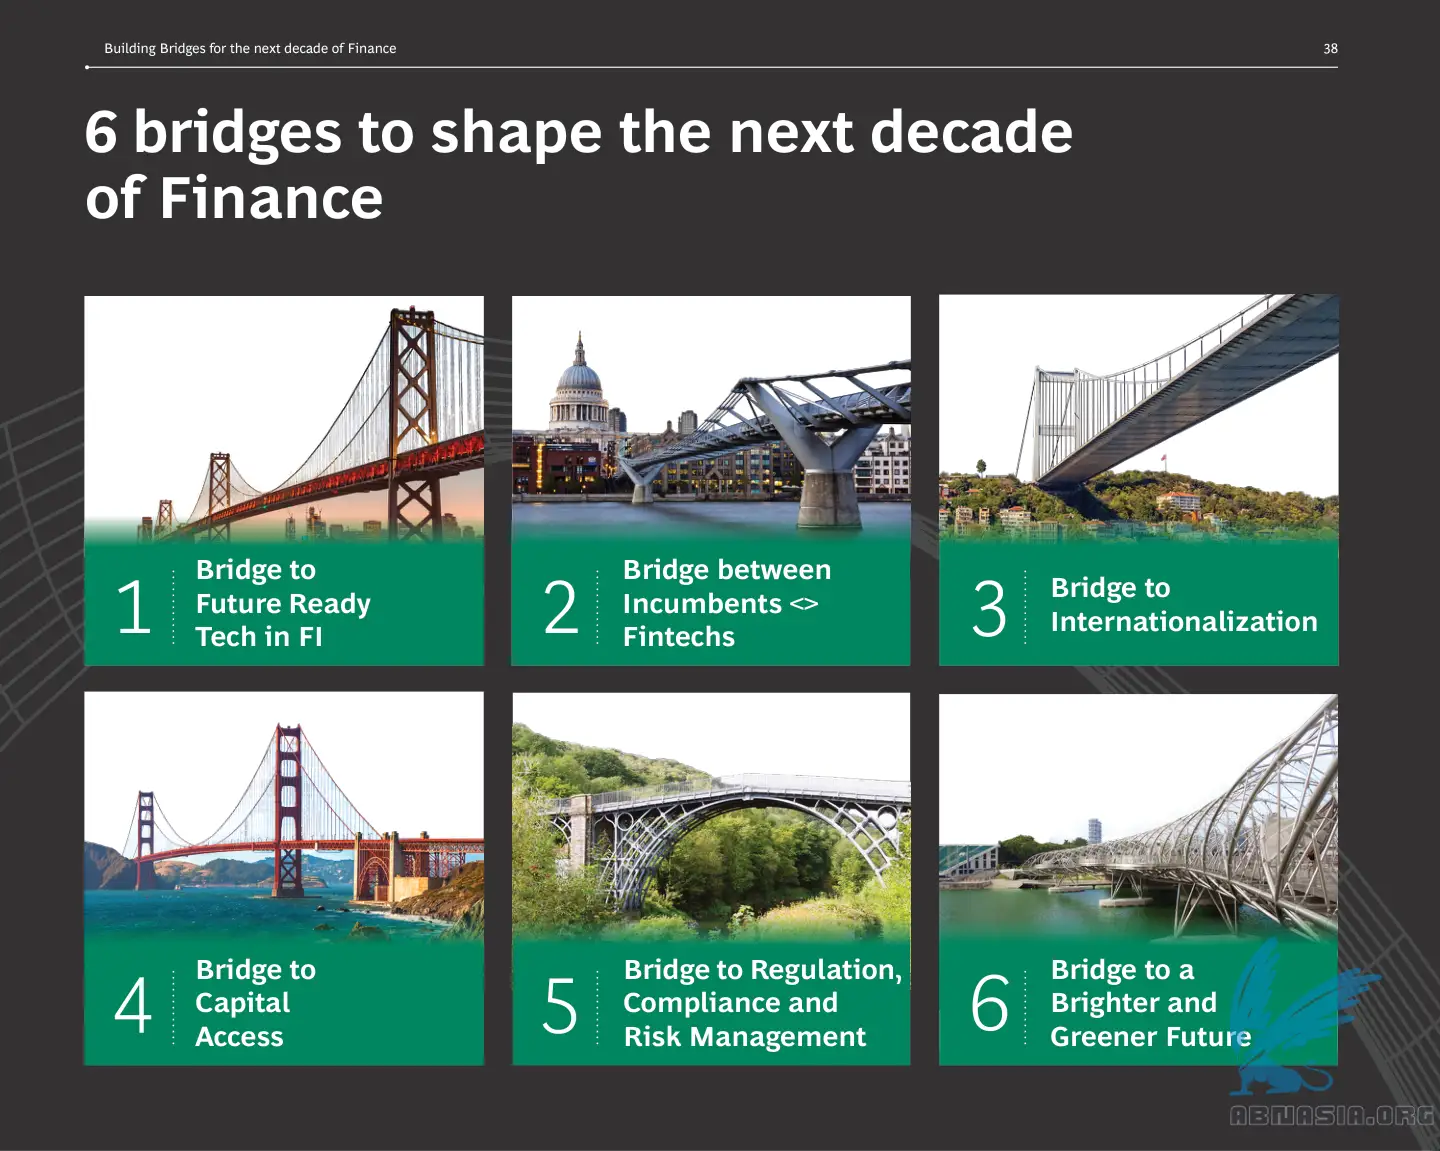 Building Bridges for the next decade of Finance
38
6 bridges to shape the next decade
of Finance
1
Bridge to
Future Ready
Tech in FI
2
Bridge between
Incumbents <>
Fintechs
3
Bridge to
Internationalization
4
Bridge to
Capital
Access
5
Bridge to Regulation,
Compliance and
Risk Management
6
Bridge to a
Brighter and
Greener Future
ABNASIA.ORG